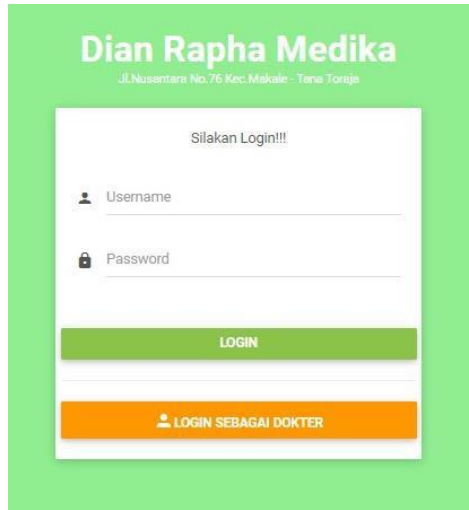 Dian Rapha Medika
Jl.Nusantara No.76 Kec.Makale - Tana Toraja
Silakan Login!!!
Username
Password
LOGIN
LOGIN SEBAGAI DOKTER